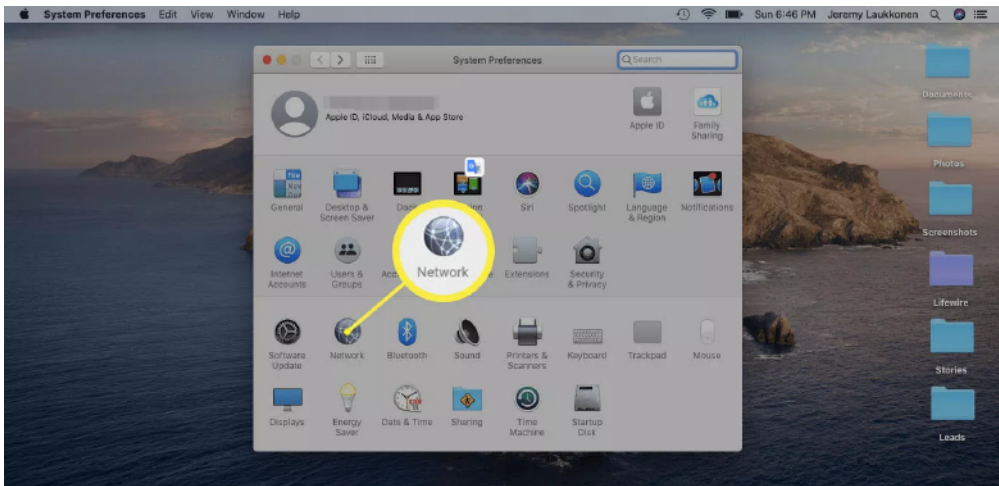 System Preferences Edit View Window Help
Sun 6:46 PM Jeremy Laukkonen
System Preferences
Search
Apple ID, iCloud, Media & App Store
Apple ID
Family
Sharing
General
Desktop &
Screen Saver
Siri
Spotlight
Language
& Region
Notifications
Internet
Accounts
Users &
Groups
Network
Extensions
Security
& Privacy
Software
Update
Network
Bluetooth
Sound
Printers &
Scanners
Keyboard
Trackpad
Mouse
Displays
Energy
Saver
Date & Time
Sharing
Time
Machine
Startup
Disk
Documents
Photos
Screenshots
Lifewire
Stories
Leads